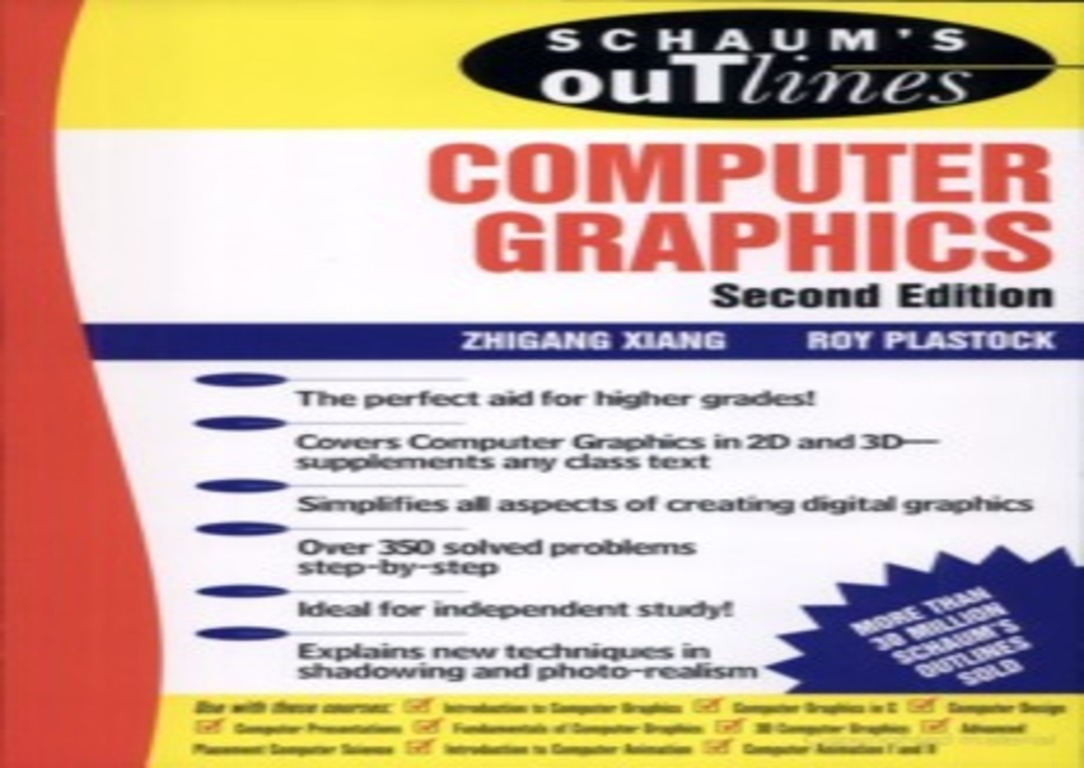 SCHAUM'S
ouTlines
COMPUTER
GRAPHICS
Second Edition
ZHIGANG XIANG ROY PLASTOCK
The perfect aid for higher grades!
Covers Computer Graphics in 2D and 3D—
supplements any class text
Simplifies all aspects of creating digital graphics
Over 350 solved problems
step-by-step
Ideal for independent study!
Explains new techniques in
shadowing and photo-realism
MORE THAN
30 MILLION
SCHAUM'S
OUTLINES
SOLD
Use with these courses: Introduction to Computer Graphics Computer Graphics in C Computer Design
Computer Presentations Fundamentals of Computer Graphics 3D Computer Graphics Advanced
Placement Computer Science Introduction to Computer Animation Computer Animation I and II